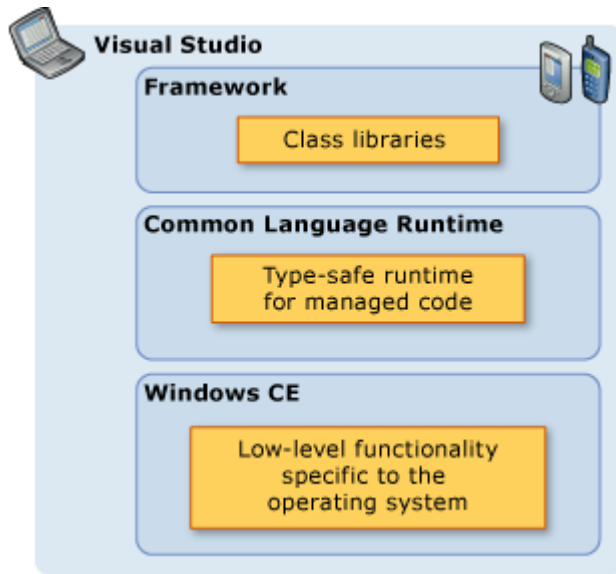 Visual Studio
Framework
Class libraries
Common Language Runtime
Type-safe runtime
for managed code
Windows CE
Low-level functionality
specific to the
operating system